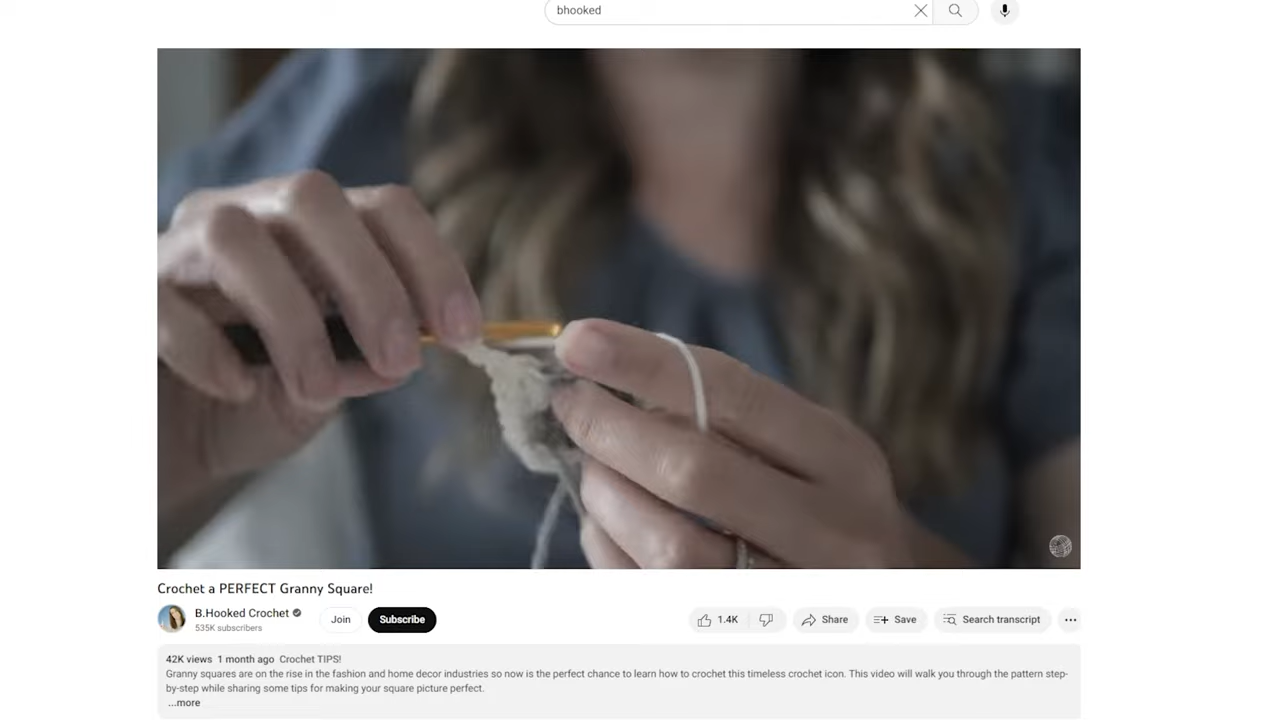 bhooked
Crochet a PERFECT Granny Square!
B.Hooked Crochet
535K subscribers
Join
Subscribe
1.4K
Share
Save
Search transcript
42K views 1 month ago Crochet TIPS!
Granny squares are on the rise in the fashion and home decor industries so now is the perfect chance to learn how to crochet this timeless crochet icon. This video will walk you through the pattern step-
by-step while sharing some tips for making your square picture perfect.
...more